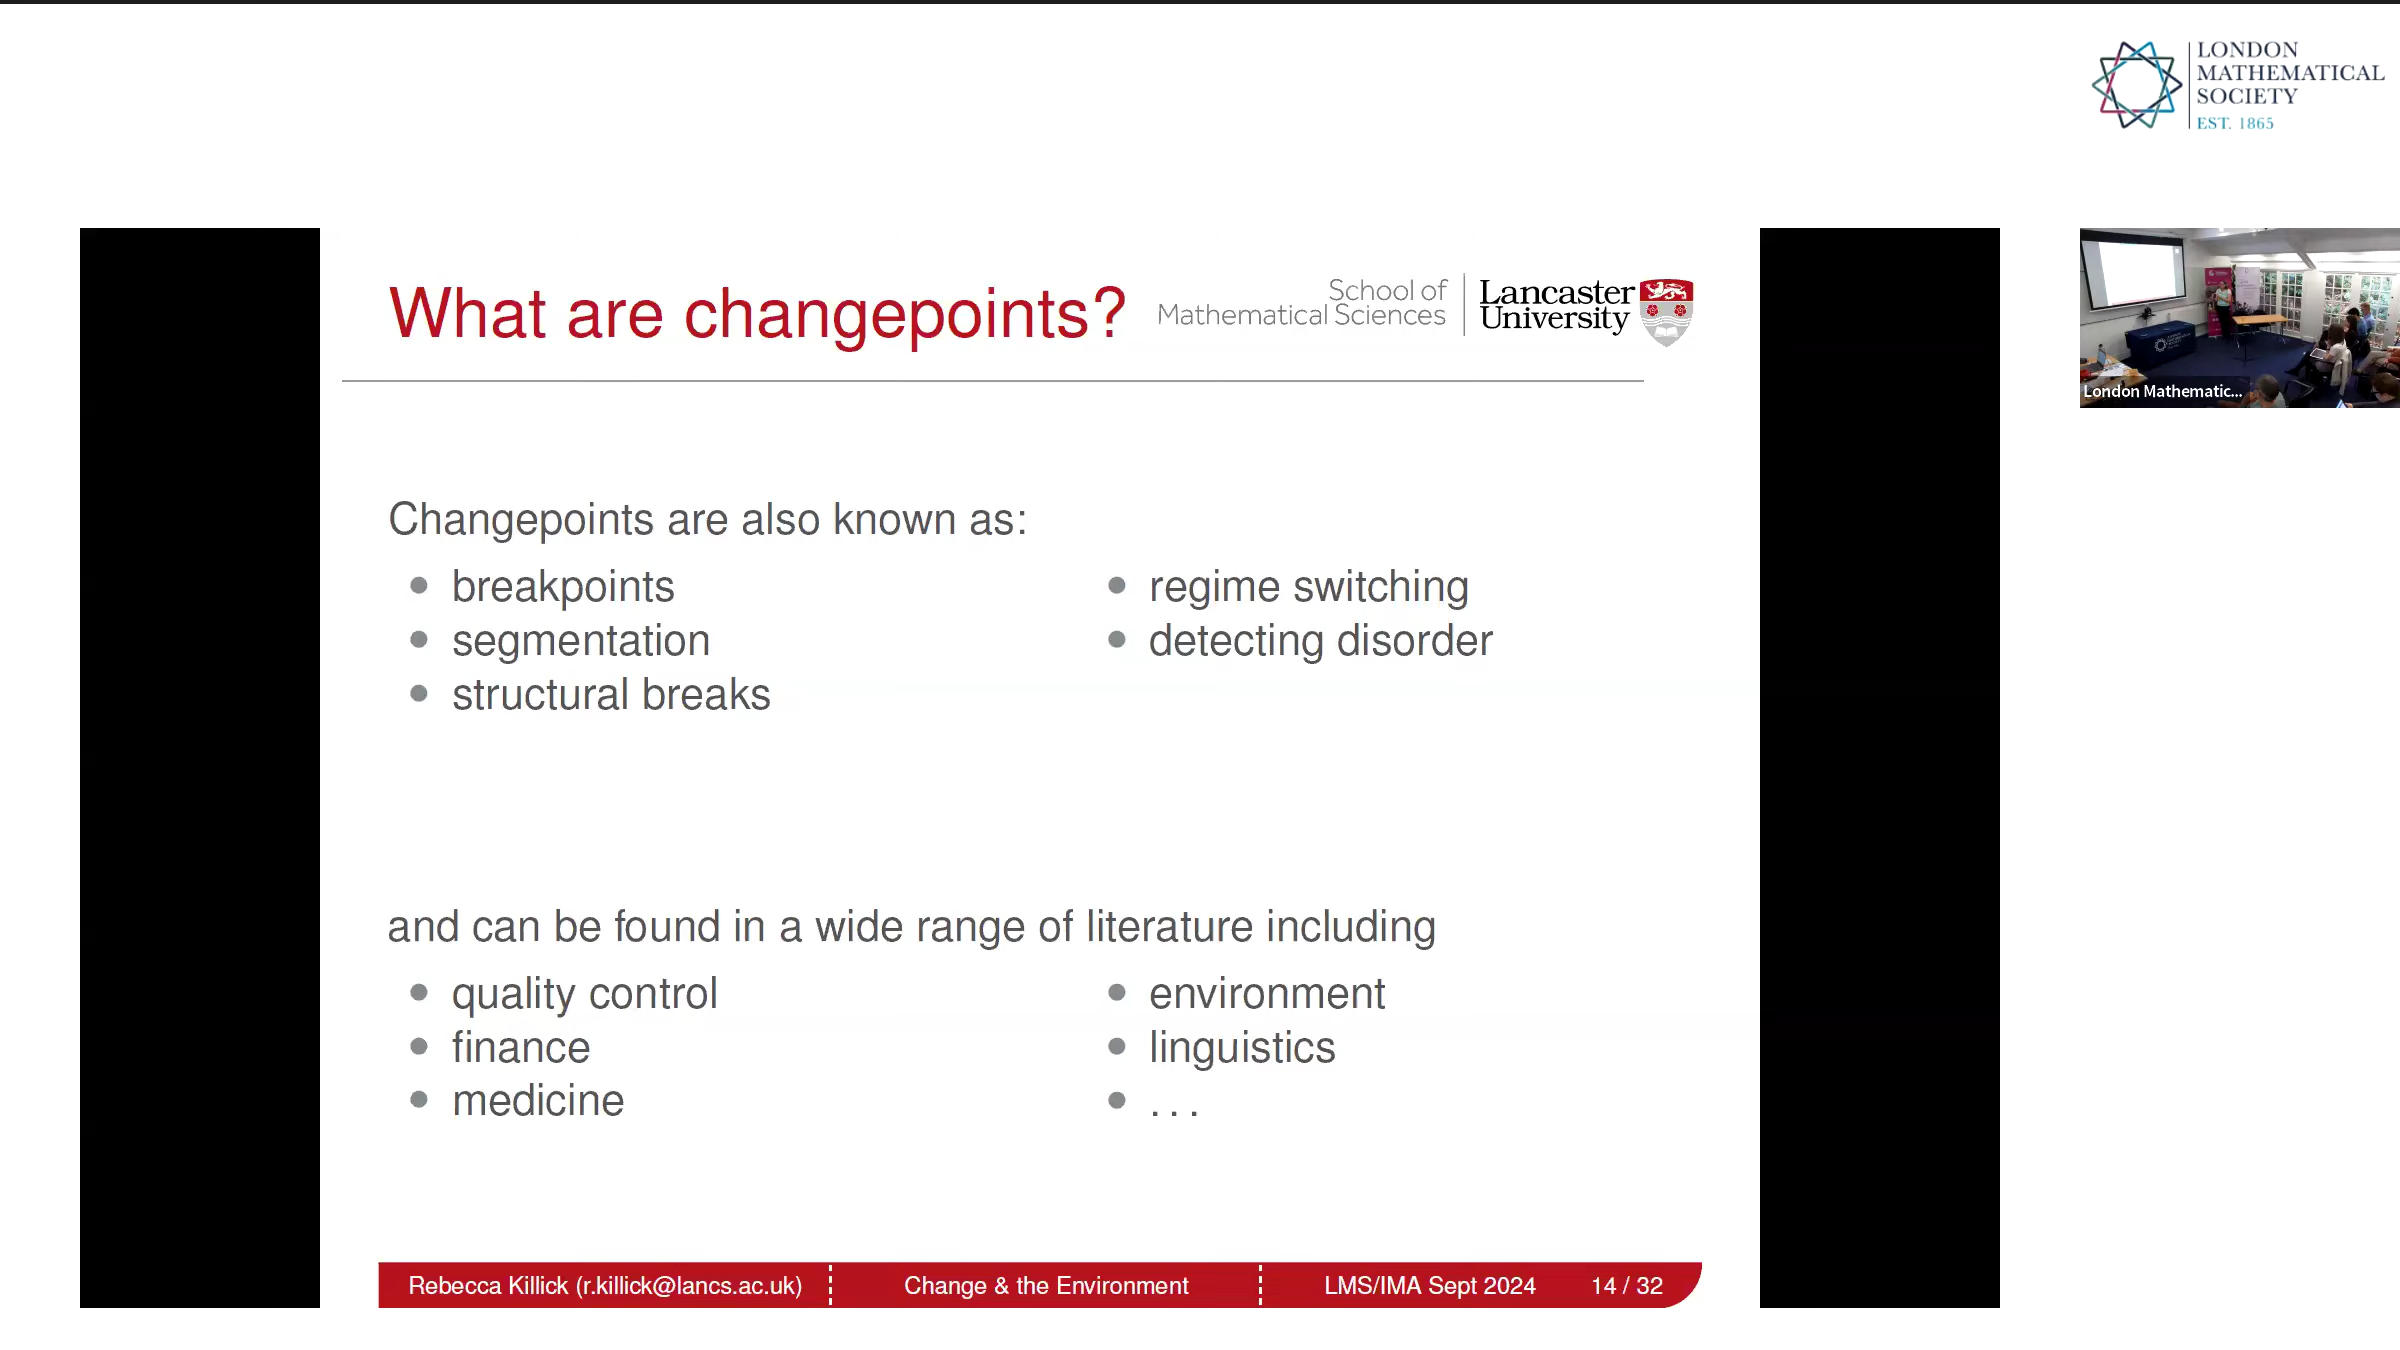 LONDON
MATHEMATICAL
SOCIETY
EST. 1865
What are changepoints?
School of
Mathematical Sciences
Lancaster
University
London Mathematic...
Changepoints are also known as:
• breakpoints
• segmentation
• structural breaks
• regime switching
• detecting disorder
and can be found in a wide range of literature including
• quality control
• finance
• medicine
• environment
• linguistics
• . . .
Rebecca Killick (r.killick@lancs.ac.uk)
Change & the Environment
LMS/IMA Sept 2024
14 / 32